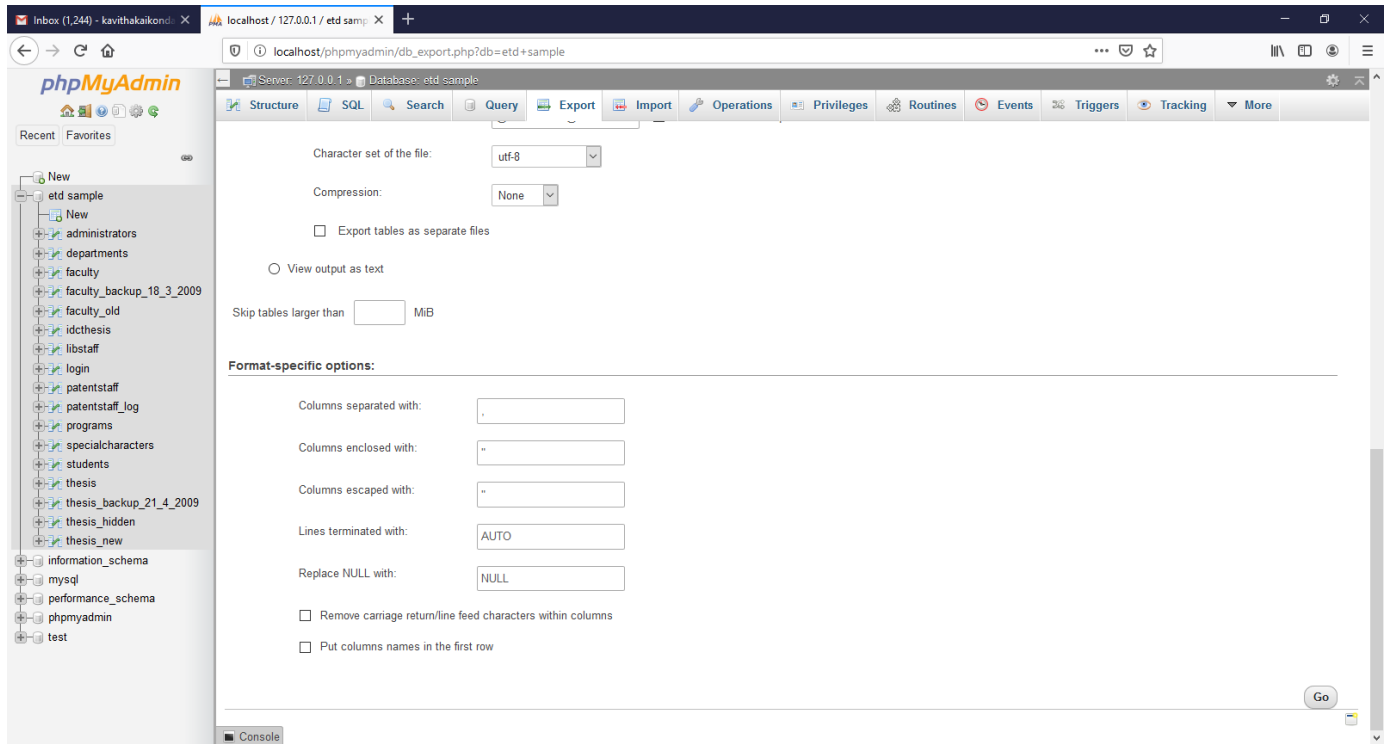 Inbox (1,244) - kavithakaikonda
localhost / 127.0.0.1 / etd samp
localhost/phpmyadmin/db_export.php?db=etd+sample
phpMyAdmin
Recent Favorites
New
etd sample
New
administrators
departments
faculty
faculty_backup_18_3_2009
faculty_old
idcthesis
libstaff
login
patentstaff
patentstaff_log
programs
specialcharacters
students
thesis
thesis_backup_21_4_2009
thesis_hidden
thesis_new
information_schema
mysql
performance_schema
phpmyadmin
test
Server: 127.0.0.1 » Database: etd sample
Structure SQL Search Query Export Import Operations Privileges Routines Events Triggers Tracking More
Character set of the file: utf-8
Compression: None
Export tables as separate files
View output as text
Skip tables larger than MiB
Format-specific options:
Columns separated with: ,
Columns enclosed with: "
Columns escaped with: "
Lines terminated with: AUTO
Replace NULL with: NULL
Remove carriage return/line feed characters within columns
Put columns names in the first row
Go
Console